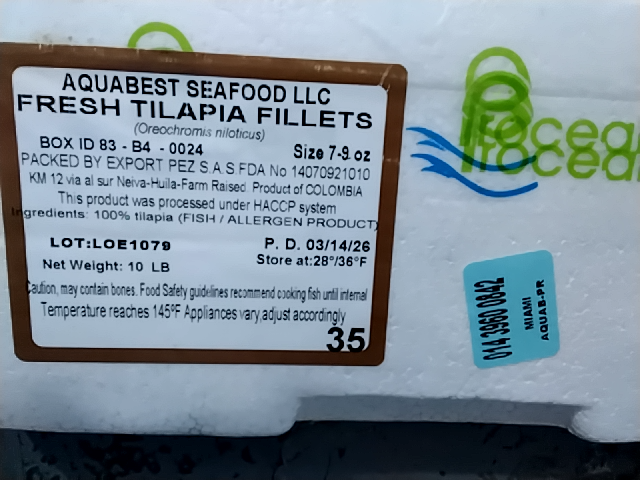 AQUABEST SEAFOOD LLC
FRESH TILAPIA FILLETS
(Oreochromis niloticus)
BOX ID 83 - B4 - 0024 Size 7-9 oz
PACKED BY EXPORT PEZ S.A.S FDA No 14070921010
KM 12 via al sur Neiva-Huila-Farm Raised Product of COLOMBIA
This product was processed under HACCP system
Ingredients: 100% tilapia (FISH / ALLERGEN PRODUCT)
LOT:LOE1079 P. D. 03/14/26
Net Weight: 10 LB Store at:28°/36°F
Caution, may contain bones. Food Safety guidelines recommend cooking fish until internal
Temperature reaches 145°F Appliances vary,adjust accordingly
35
014 3960 0842
MIAMI
AQUAB-PR